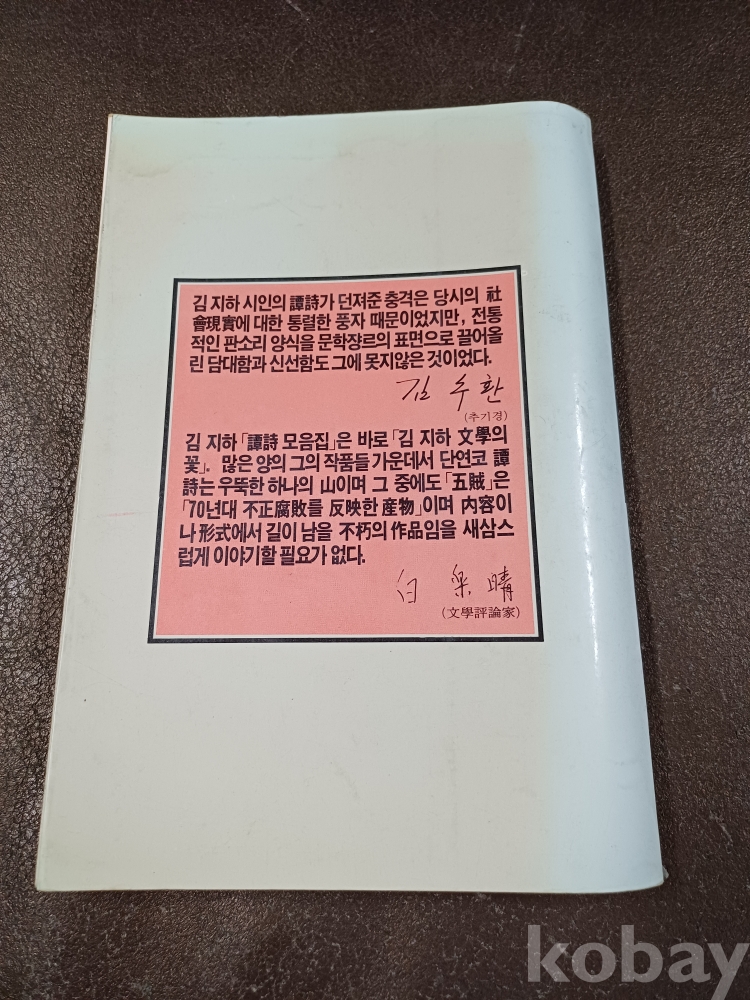 김 지하 시인의 譚詩가 던져준 충격은 당시의 社
會現實에 대한 통렬한 풍자 때문이었지만, 전통
적인 판소리 양식을 문학쟝르의 표면으로 끌어올
린 담대함과 신선함도 그에 못지않은 것이었다.
김 수 환
(추기경)
김 지하 「譚詩 모음집」은 바로 「김 지하 文學의
꽃」. 많은 양의 그의 작품들 가운데서 단연코 譚
詩는 우뚝한 하나의 山이며 그 중에도 「五賊」은
「70년대 不正腐敗를 反映한 産物」이며 内容이
나 形式에서 길이 남을 不朽의 作品임을 새삼스
럽게 이야기할 필요가 없다.
白 樂 晴
(文學評論家)
kobay